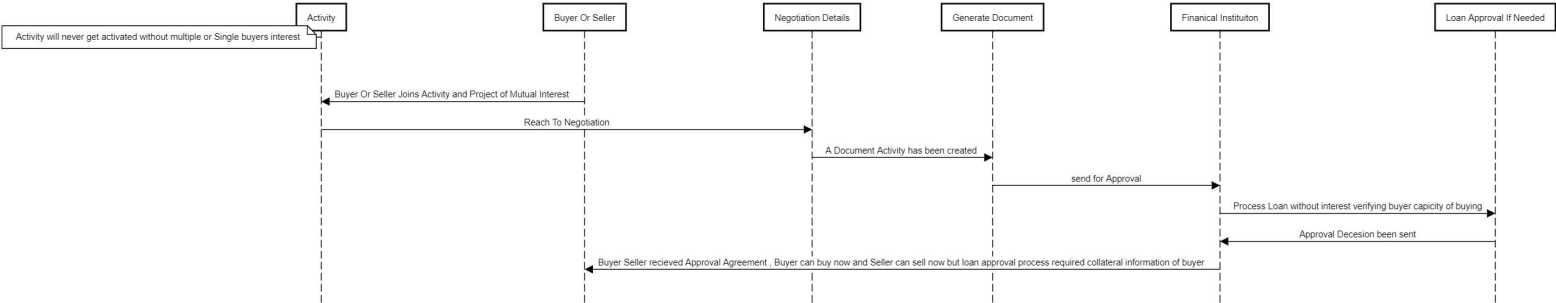 Activity
Buyer Or Seller
Negotiation Details
Generate Document
Finanical Instituiton
Loan Approval If Needed
Activity will never get activated without multiple or Single buyers interest
Buyer Or Seller Joins Activity and Project of Mutual Interest
Reach To Negotiation
A Document Activity has been created
send for Approval
Process Loan without interest verifying buyer capicity of buying
Approval Decesion been sent
Buyer Seller recieved Approval Agreement , Buyer can buy now and Seller can sell now but loan approval process required collateral information of buyer